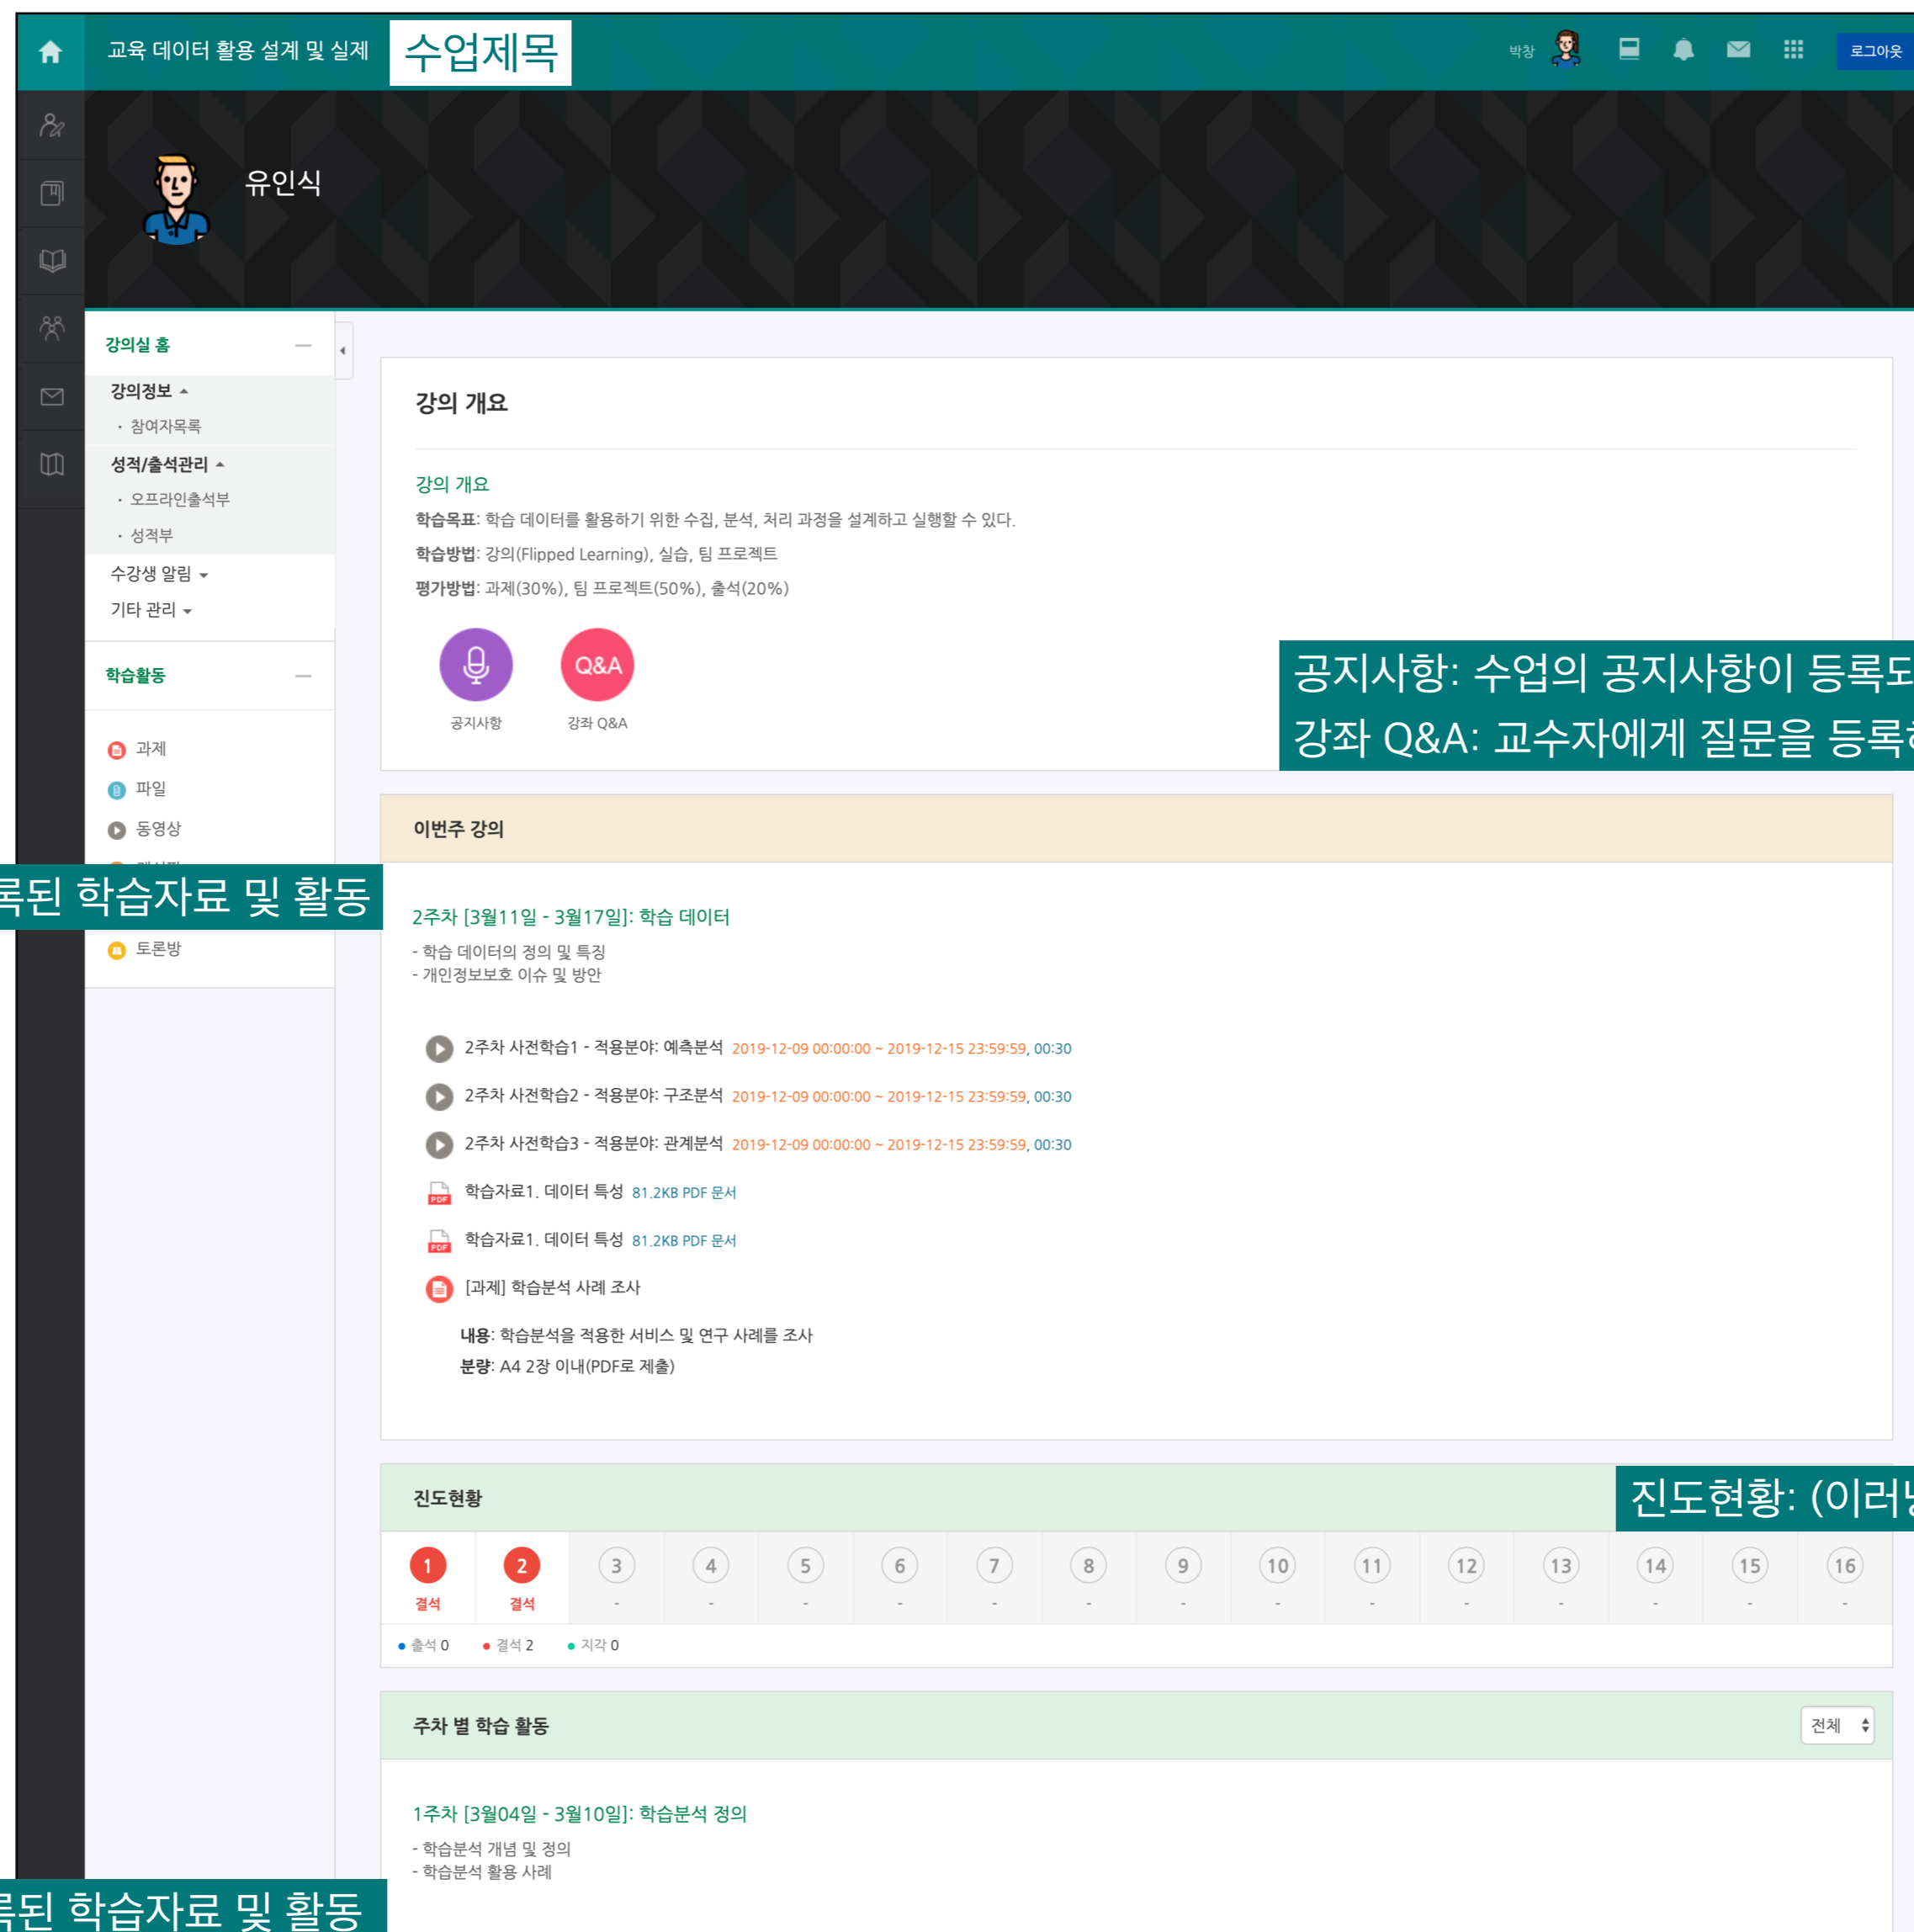 교육 데이터 활용 설계 및 실제
수업제목
박창
로그아웃
유인식
강의실 홈
강의정보
· 참여자목록
성적/출석관리
· 오프라인출석부
· 성적부
수강생 알림
기타 관리
학습활동
과제
파일
동영상
록된 학습자료 및 활동
토론방
강의 개요
강의 개요
학습목표: 학습 데이터를 활용하기 위한 수집, 분석, 처리 과정을 설계하고 실행할 수 있다.
학습방법: 강의(Flipped Learning), 실습, 팀 프로젝트
평가방법: 과제(30%), 팀 프로젝트(50%), 출석(20%)
Q&A
공지사항 강좌 Q&A
공지사항: 수업의 공지사항이 등록되
강좌 Q&A: 교수자에게 질문을 등록
이번주 강의
2주차 [3월11일 - 3월17일]: 학습 데이터
- 학습 데이터의 정의 및 특징
- 개인정보보호 이슈 및 방안
2주차 사전학습1 - 적용분야: 예측분석 2019-12-09 00:00:00 ~ 2019-12-15 23:59:59, 00:30
2주차 사전학습2 - 적용분야: 구조분석 2019-12-09 00:00:00 ~ 2019-12-15 23:59:59, 00:30
2주차 사전학습3 - 적용분야: 관계분석 2019-12-09 00:00:00 ~ 2019-12-15 23:59:59, 00:30
PDF 학습자료1. 데이터 특성 81.2KB PDF 문서
PDF 학습자료1. 데이터 특성 81.2KB PDF 문서
[과제] 학습분석 사례 조사
내용: 학습분석을 적용한 서비스 및 연구 사례를 조사
분량: A4 2장 이내(PDF로 제출)
진도현황
진도현황: (이러
1 2 3 4 5 6 7 8 9 10 11 12 13 14 15 16
결석 결석 - - - - - - - - - - - - - -
출석 0 결석 2 지각 0
주차 별 학습 활동
전체
1주차 [3월04일 - 3월10일]: 학습분석 정의
- 학습분석 개념 및 정의
- 학습분석 활용 사례
록된 학습자료 및 활동